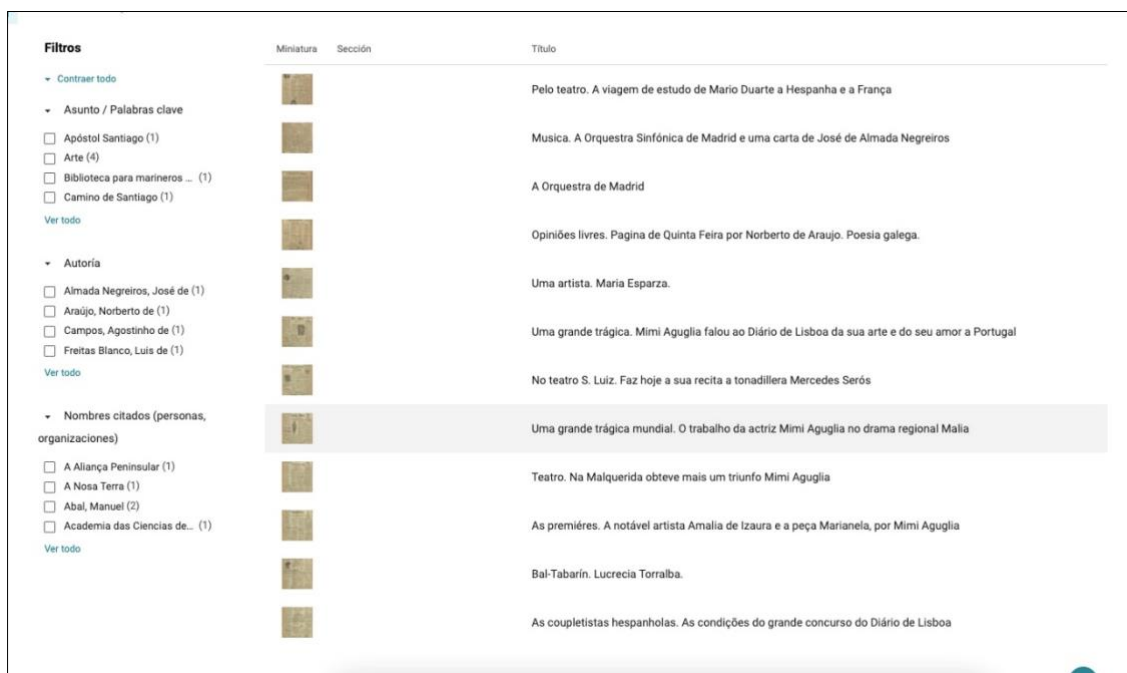 Filtros
Contraer todo
Asunto / Palabras clave
Apóstol Santiago (1)
Arte (4)
Biblioteca para marineros ... (1)
Camino de Santiago (1)
Ver todo
Autoría
Almada Negreiros, José de (1)
Araújo, Norberto de (1)
Campos, Agostinho de (1)
Freitas Blanco, Luis de (1)
Ver todo
Nombres citados (personas,
organizaciones)
A Aliança Peninsular (1)
A Nosa Terra (1)
Abal, Manuel (2)
Academia das Ciencias de... (1)
Ver todo
Miniatura Sección Título
Pelo teatro. A viagem de estudo de Mario Duarte a Hespanha e a França
Musica. A Orquestra Sinfónica de Madrid e uma carta de José de Almada Negreiros
A Orquestra de Madrid
Opiniões livres. Pagina de Quinta Feira por Norberto de Araujo. Poesia galega.
Uma artista. Maria Esparza.
Uma grande trágica. Mimi Aguglia falou ao Diário de Lisboa da sua arte e do seu amor a Portugal
No teatro S. Luiz. Faz hoje a sua recita a tonadillera Mercedes Serós
Uma grande trágica mundial. O trabalho da actriz Mimi Aguglia no drama regional Malia
Teatro. Na Malquerida obteve mais um triunfo Mimi Aguglia
As premiéres. A notável artista Amalia de Izaura e a peça Marianela, por Mimi Aguglia
Bal-Tabarín. Lucrecia Torralba.
As coupletistas hespanholas. As condições do grande concurso do Diário de Lisboa